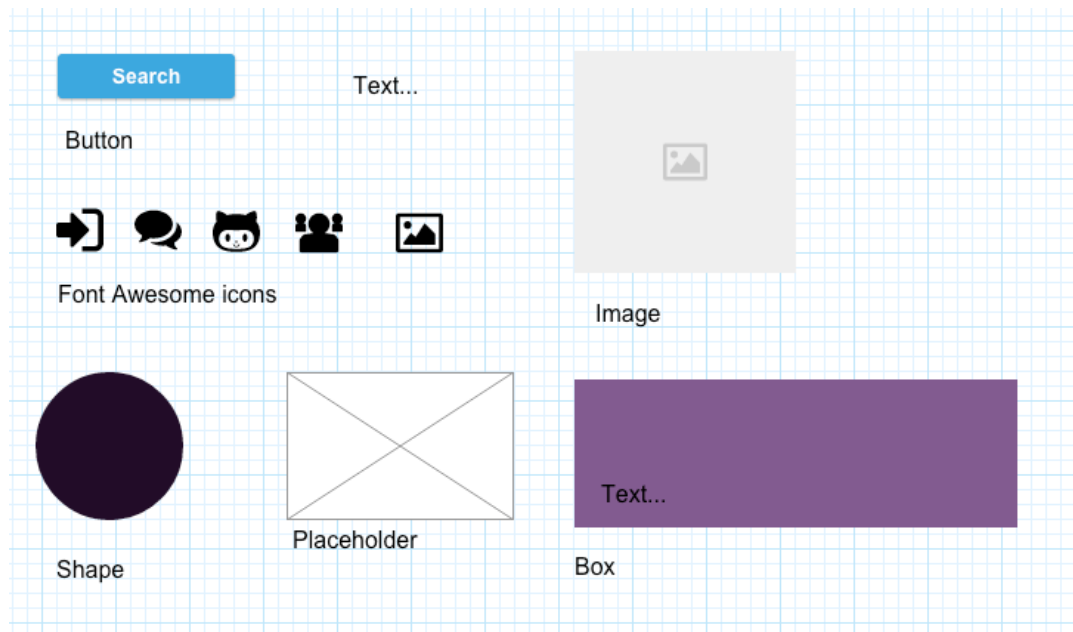 Search
Text...
Button
Font Awesome icons
Image
Text...
Placeholder
Shape
Box